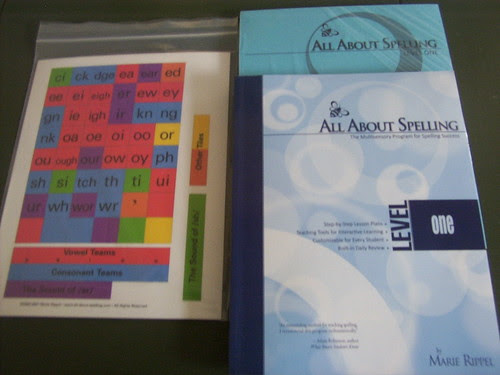 ci ck dge ea ear ed
ee ei eigh er ew ey
gn ie igh ir kn ng
nk oa oe oi oo or
ou ough our ow oy ph
sh si tch th ti ui
ur wh wor wr
Vowel Teams
Consonant Teams
The Sound of /er/
Other Tiles
The Sound of /sh/
ALL ABOUT SPELLING
ALL ABOUT SPELLING
The Multisensory Program for Spelling Success
Step-by-Step Lesson Plans
Teaching Tools for Interactive Learning
Customizable for Every Student
Built-in Daily Review
LEVEL
one
by
MARIE RIPPEL